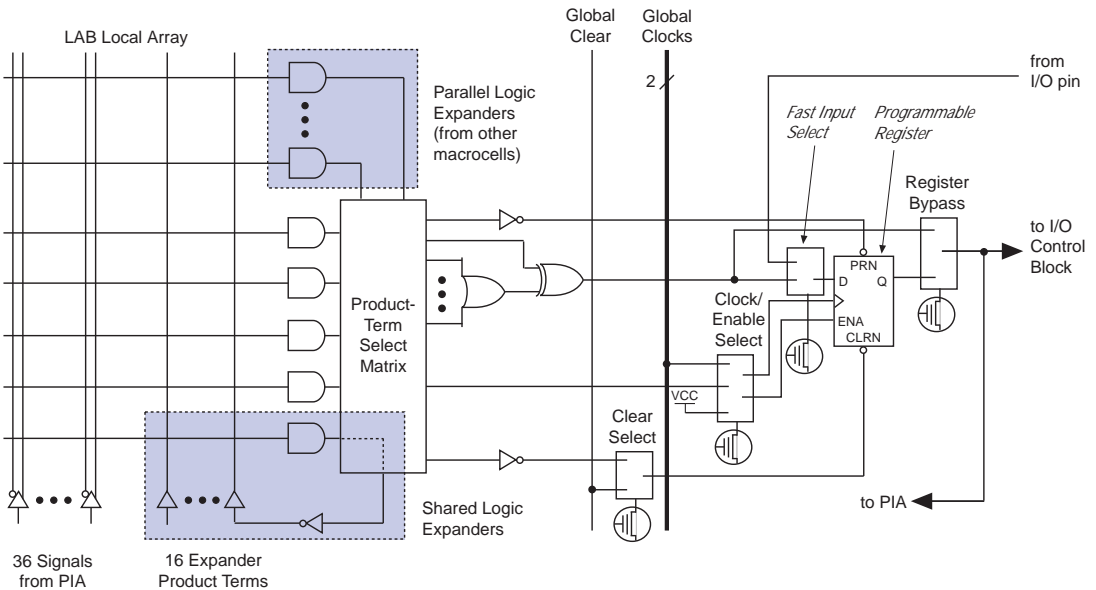 LAB Local Array
Global
Clear
Global
Clocks
2
from
I/O pin
Parallel Logic
Expanders
(from other
macrocells)
Fast Input
Select
Programmable
Register
Register
Bypass
to I/O
Control
Block
PRN
D
Q
ENA
CLRN
Clock/
Enable
Select
Product-
Term
Select
Matrix
VCC
Clear
Select
to PIA
Shared Logic
Expanders
36 Signals
from PIA
16 Expander
Product Terms